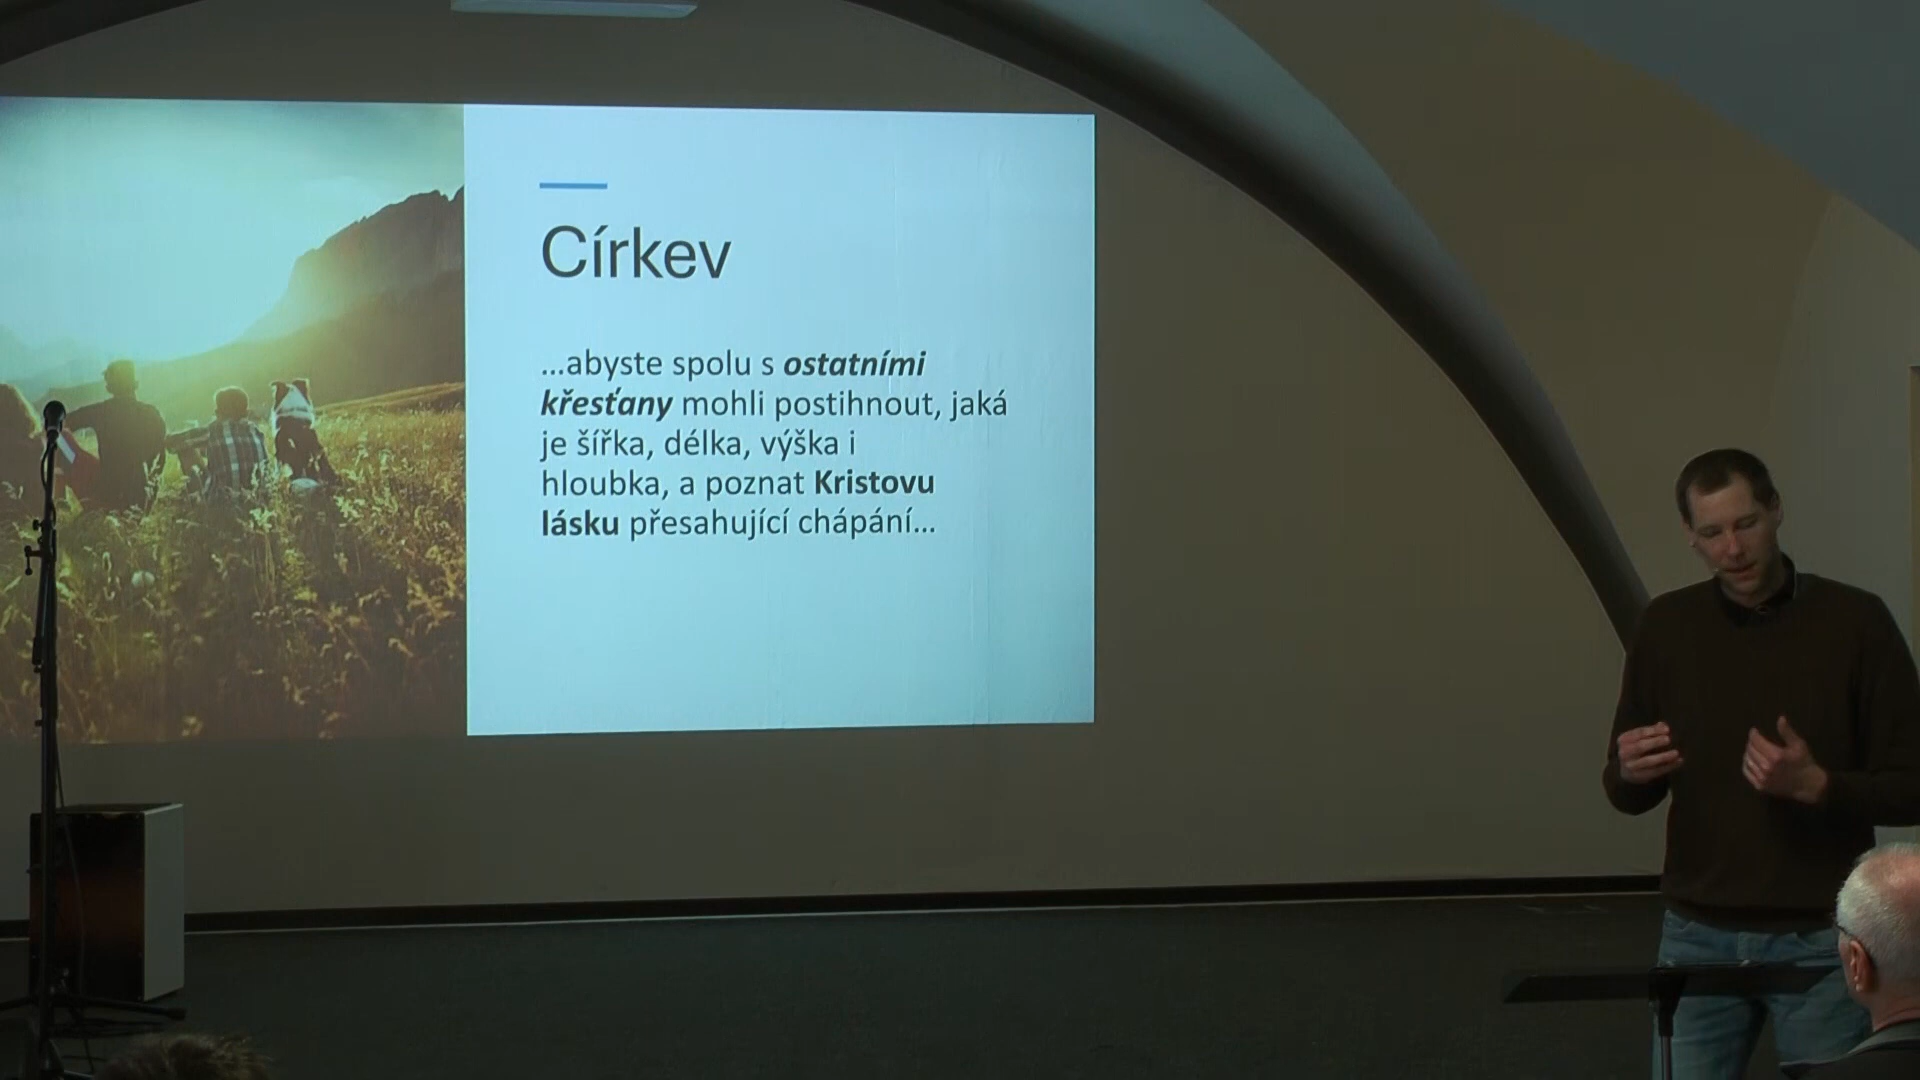 Církev
...abyste spolu s ostatními
křesťany mohli postihnout, jaká
je šířka, délka, výška i
hloubka, a poznat Kristovu
lásku přesahující chápání...